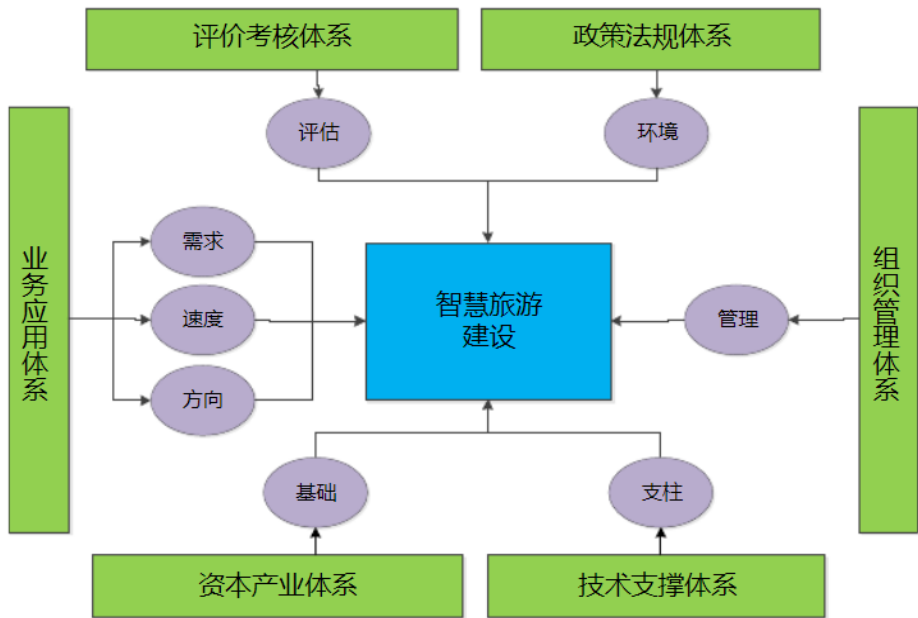 评价考核体系
政策法规体系
评估
环境
业务应用体系
需求
速度
方向
智慧旅游
建设
管理
组织管理体系
基础
支柱
资本产业体系
技术支撑体系